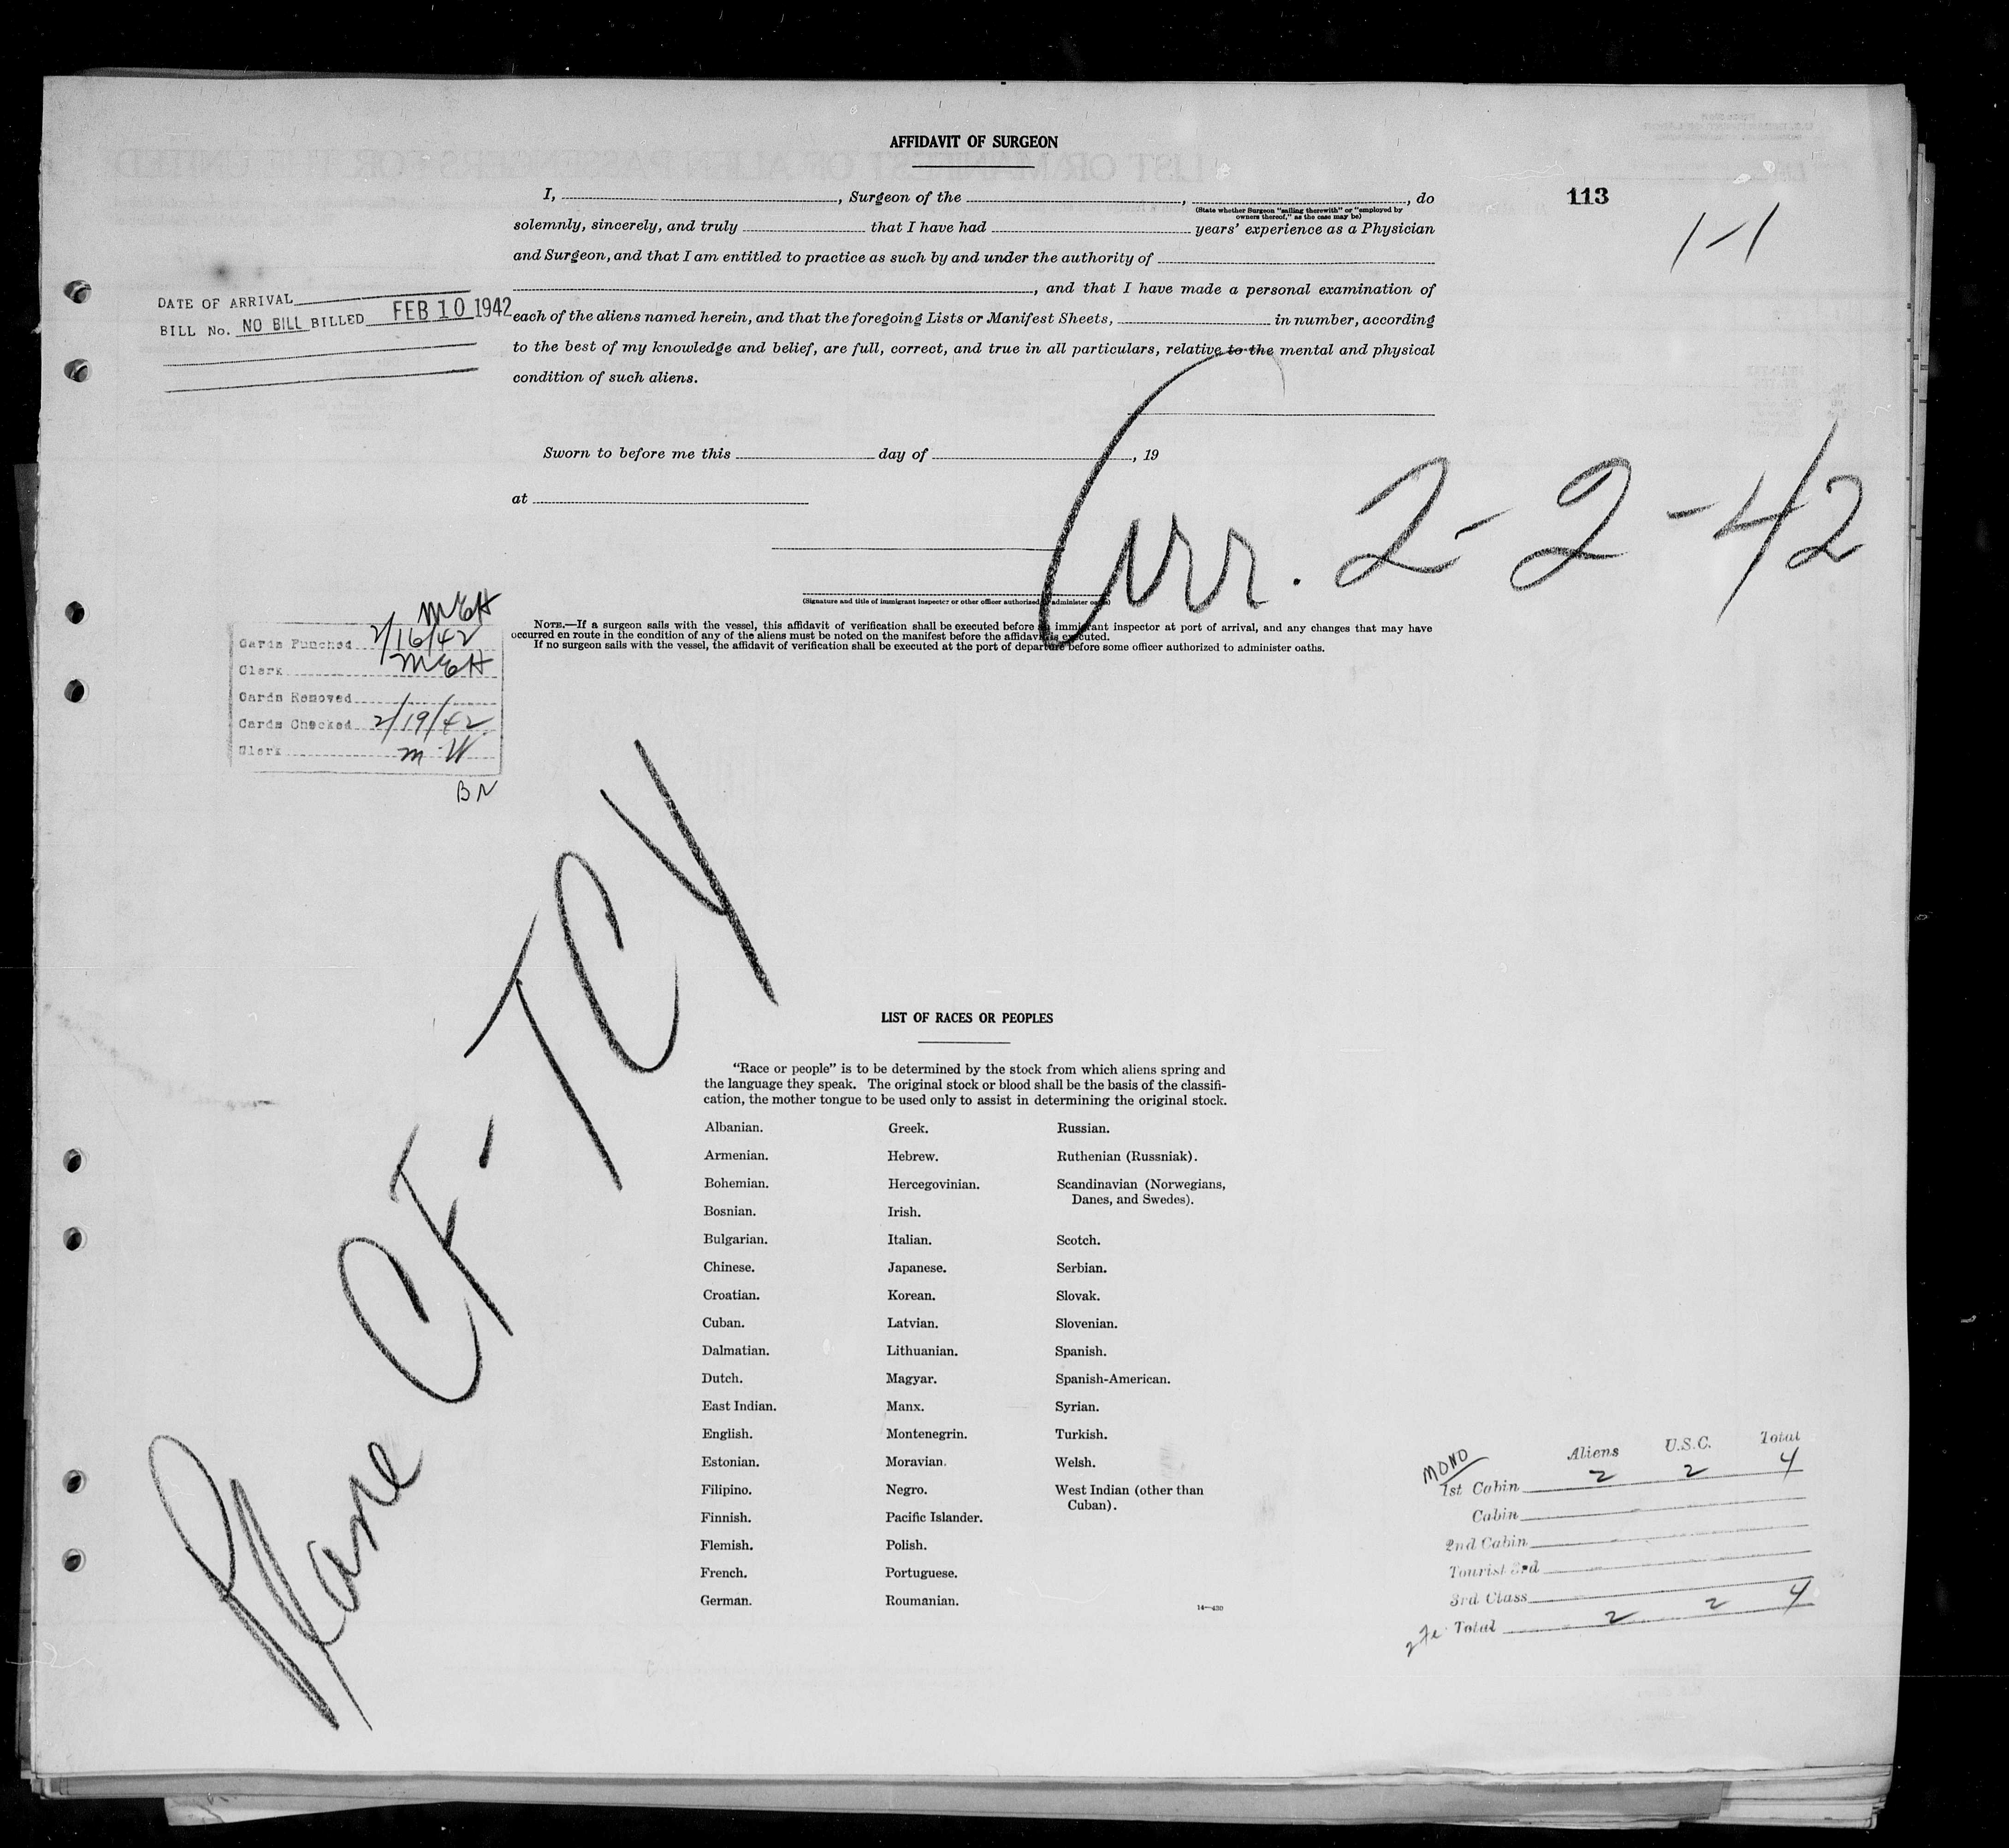 AFFIDAVIT OF SURGEON
I, , Surgeon of the , , do
(State whether Surgeon "sailing therewith" or "employed by
owners thereof," as the case may be)
solemnly, sincerely, and truly that I have had years' experience as a Physician
and Surgeon, and that I am entitled to practice as such by and under the authority of
, and that I have made a personal examination of
each of the aliens named herein, and that the foregoing Lists or Manifest Sheets, in number, according
to the best of my knowledge and belief, are full, correct, and true in all particulars, relative to the mental and physical
condition of such aliens.
113
1-1
DATE OF ARRIVAL
BILL No. NO BILL BILLED FEB 10 1942
Sworn to before me this day of , 19
at
Arr. 2-2-42
(Signature and title of immigrant inspector or other officer authorized to administer oaths)
NOTE.—If a surgeon sails with the vessel, this affidavit of verification shall be executed before an immigrant inspector at port of arrival, and any changes that may have
occurred en route in the condition of any of the aliens must be noted on the manifest before the affidavit is executed.
If no surgeon sails with the vessel, the affidavit of verification shall be executed at the port of departure before some officer authorized to administer oaths.
MEH
Cards Punched 2/16/42
Clerk MEH
Cards Removed
Cards Checked 2/19/42
Clerk M.W.
BN
Plane CF-TCY
LIST OF RACES OR PEOPLES
"Race or people" is to be determined by the stock from which aliens spring and
the language they speak. The original stock or blood shall be the basis of the classifi-
cation, the mother tongue to be used only to assist in determining the original stock.
Albanian.
Armenian.
Bohemian.
Bosnian.
Bulgarian.
Chinese.
Croatian.
Cuban.
Dalmatian.
Dutch.
East Indian.
English.
Estonian.
Filipino.
Finnish.
Flemish.
French.
German.
Greek.
Hebrew.
Hercegovinian.
Irish.
Italian.
Japanese.
Korean.
Latvian.
Lithuanian.
Magyar.
Manx.
Montenegrin.
Moravian.
Negro.
Pacific Islander.
Polish.
Portuguese.
Roumanian.
Russian.
Ruthenian (Russniak).
Scandinavian (Norwegians,
Danes, and Swedes).
Scotch.
Serbian.
Slovak.
Slovenian.
Spanish.
Spanish-American.
Syrian.
Turkish.
Welsh.
West Indian (other than
Cuban).
14—430
MONO
Aliens U.S.C. Total
1st Cabin 2 2 4
Cabin
2nd Cabin
Tourist 3rd
3rd Class
Total 2 2 4